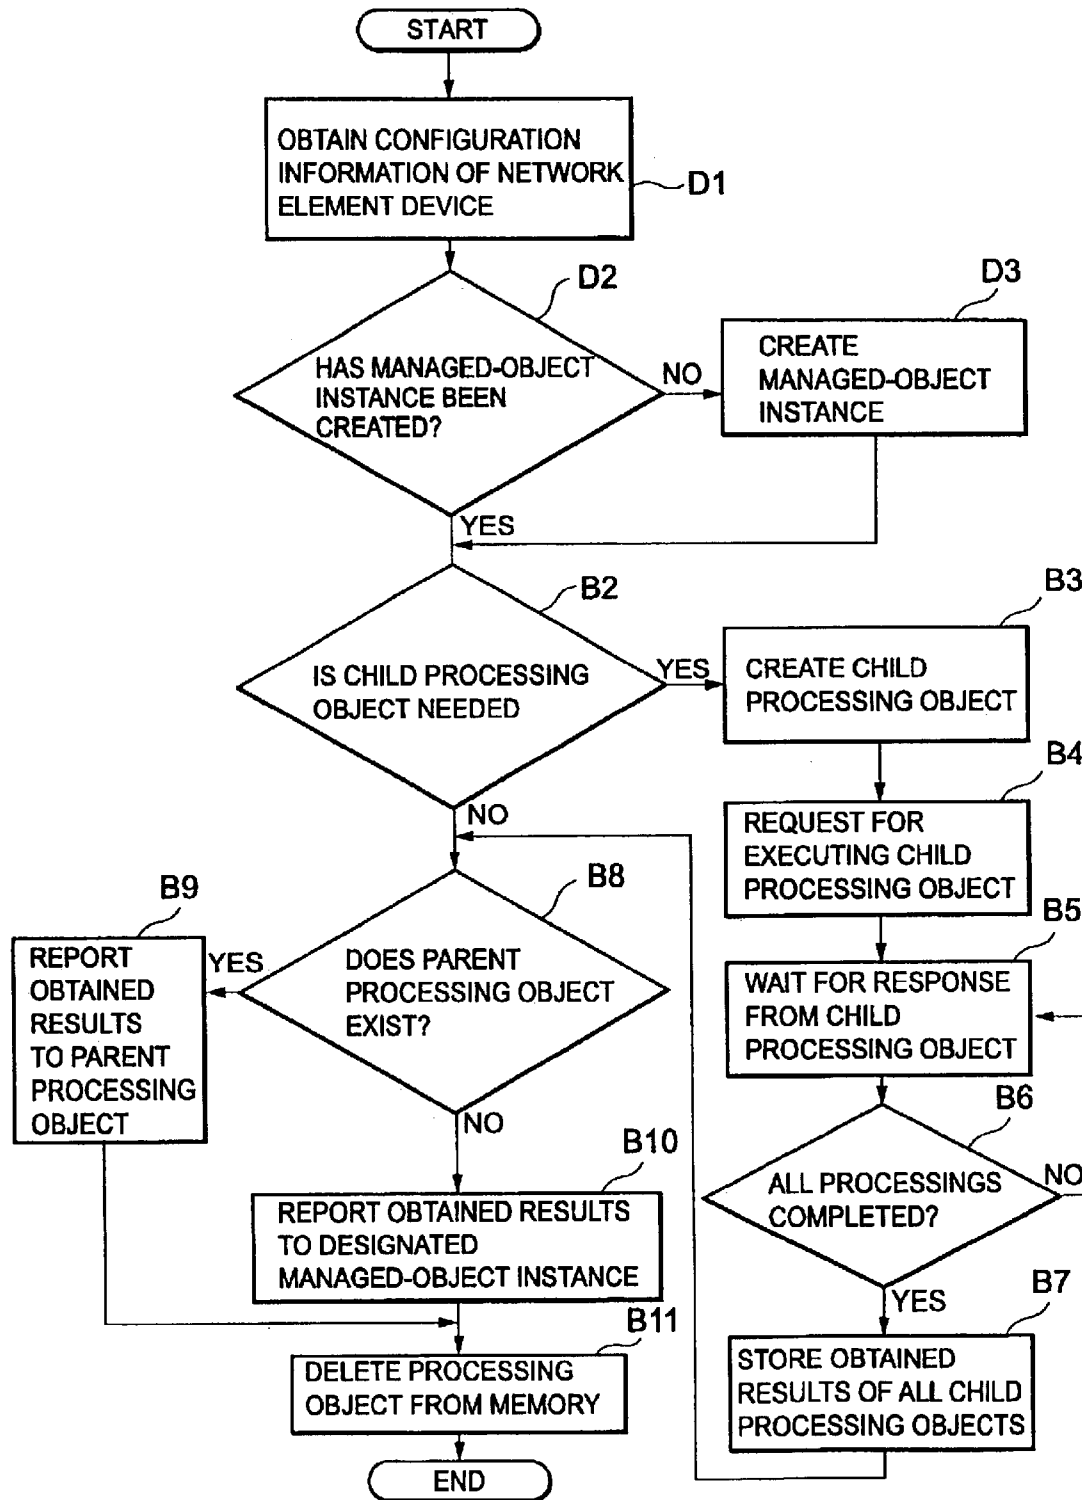 START
OBTAIN CONFIGURATION
INFORMATION OF NETWORK
ELEMENT DEVICE
D1
D2
HAS MANAGED-OBJECT
INSTANCE BEEN
CREATED?
NO
D3
CREATE
MANAGED-OBJECT
INSTANCE
YES
B2
IS CHILD PROCESSING
OBJECT NEEDED
YES
B3
CREATE CHILD
PROCESSING OBJECT
B4
REQUEST FOR
EXECUTING CHILD
PROCESSING OBJECT
B5
WAIT FOR RESPONSE
FROM CHILD
PROCESSING OBJECT
B6
ALL PROCESSINGS
COMPLETED?
NO
YES
B7
STORE OBTAINED
RESULTS OF ALL CHILD
PROCESSING OBJECTS
NO
B8
DOES PARENT
PROCESSING OBJECT
EXIST?
YES
B9
REPORT
OBTAINED
RESULTS
TO PARENT
PROCESSING
OBJECT
NO
B10
REPORT OBTAINED RESULTS
TO DESIGNATED
MANAGED-OBJECT INSTANCE
B11
DELETE PROCESSING
OBJECT FROM MEMORY
END